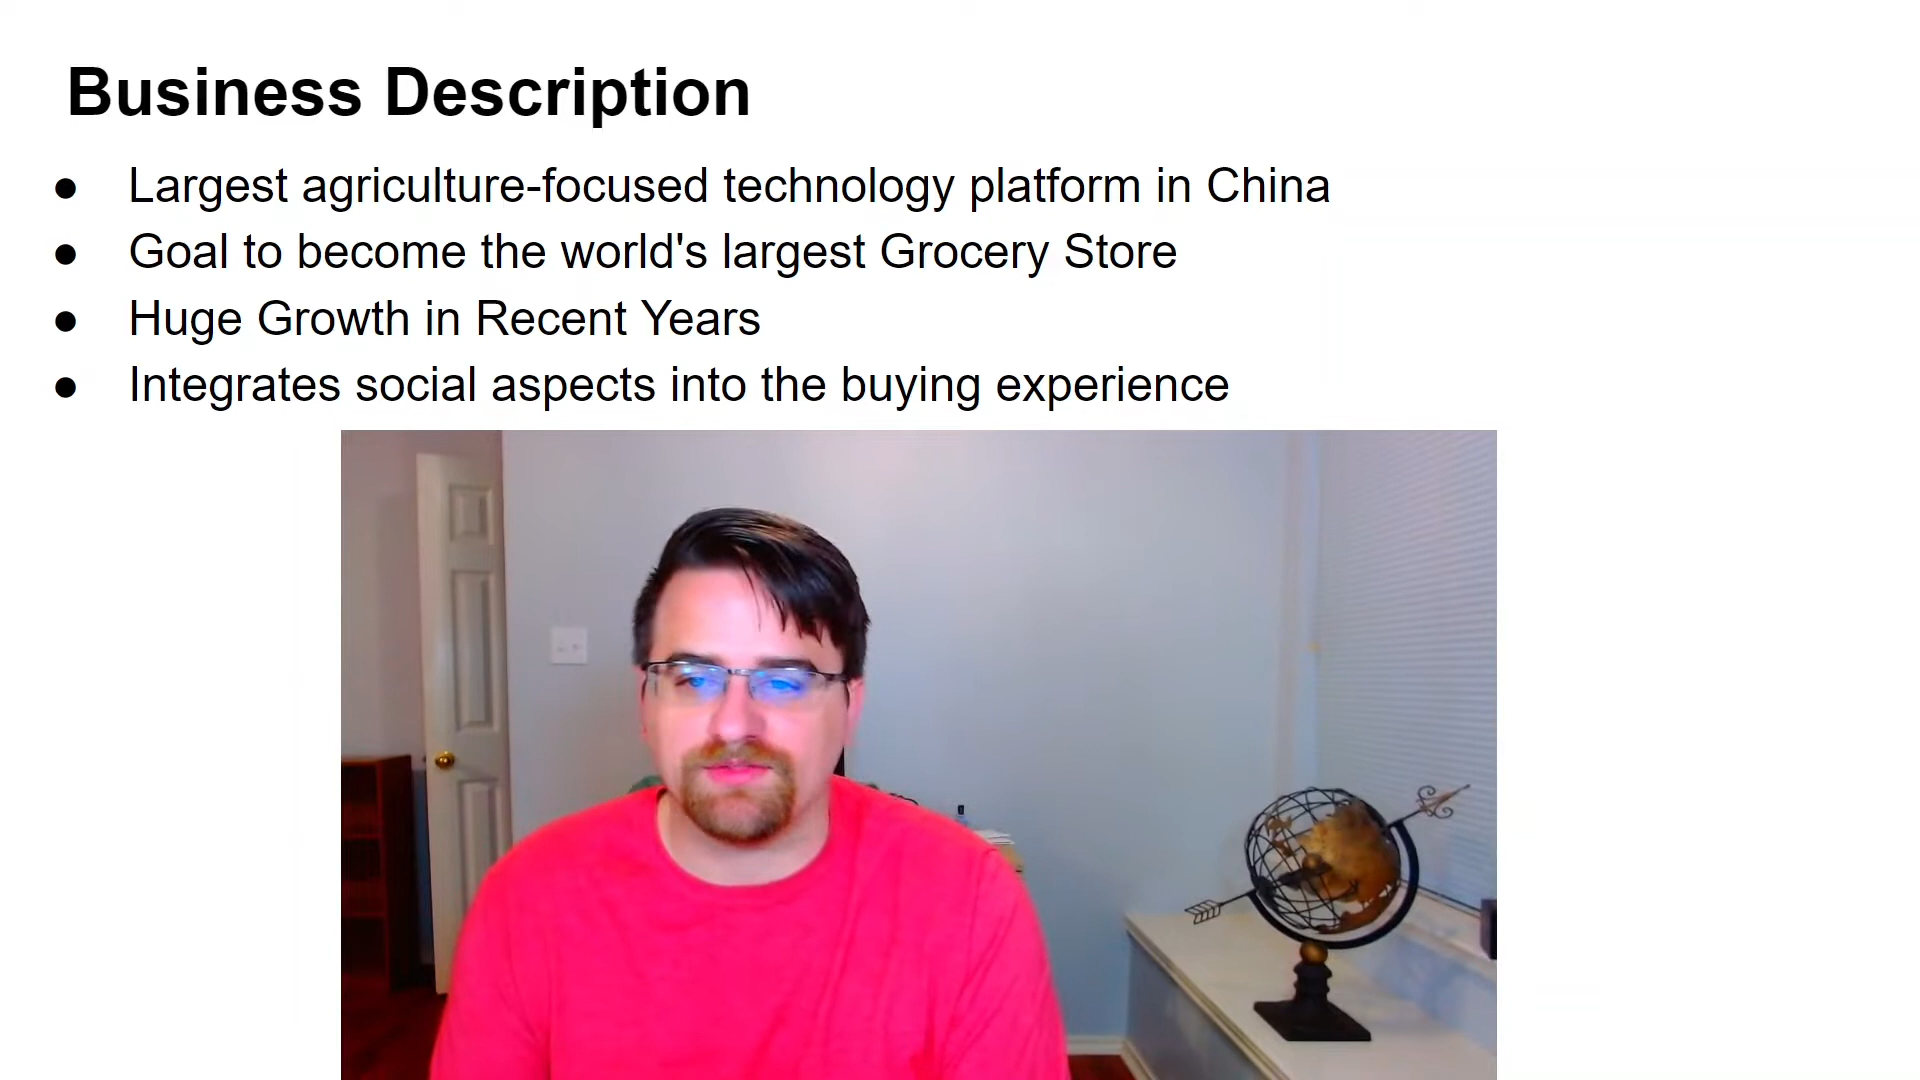 Business Description
● Largest agriculture-focused technology platform in China
● Goal to become the world's largest Grocery Store
● Huge Growth in Recent Years
● Integrates social aspects into the buying experience